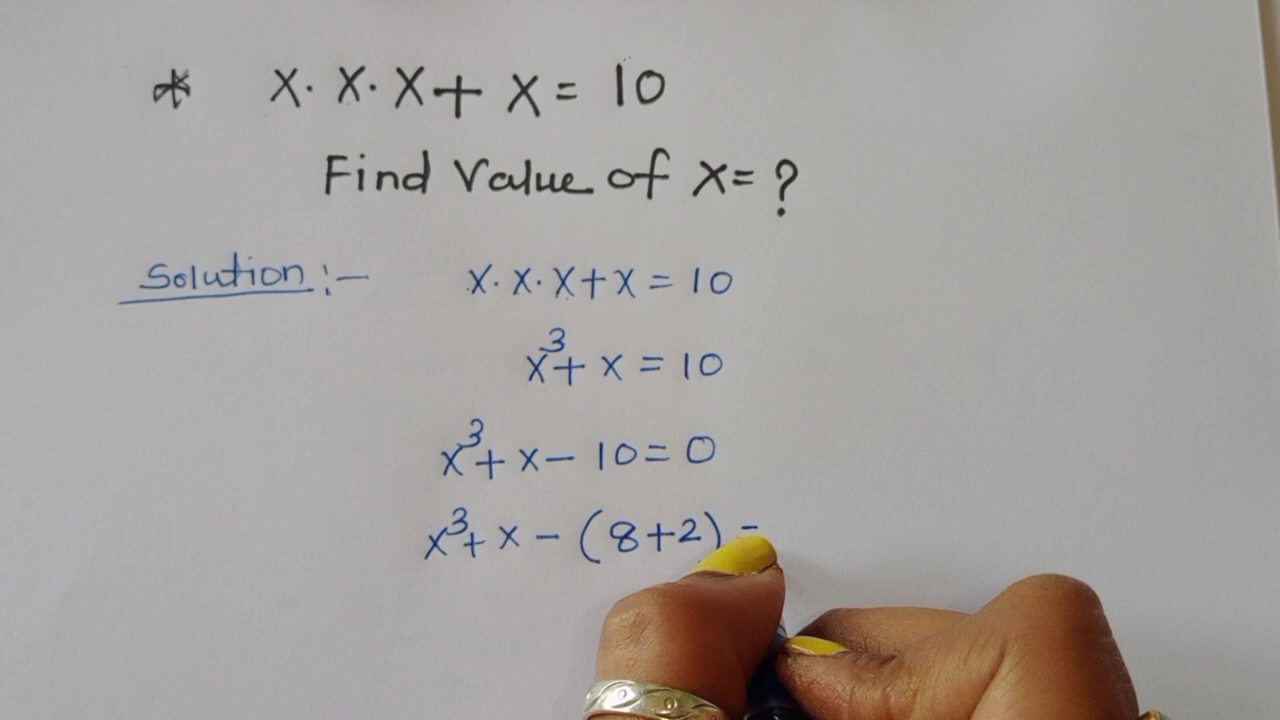 * x. x. x + x = 10
Find Value of x = ?
Solution :- x. x. x + x = 10
x³ + x = 10
x³ + x - 10 = 0
x³ + x - (8+2) =